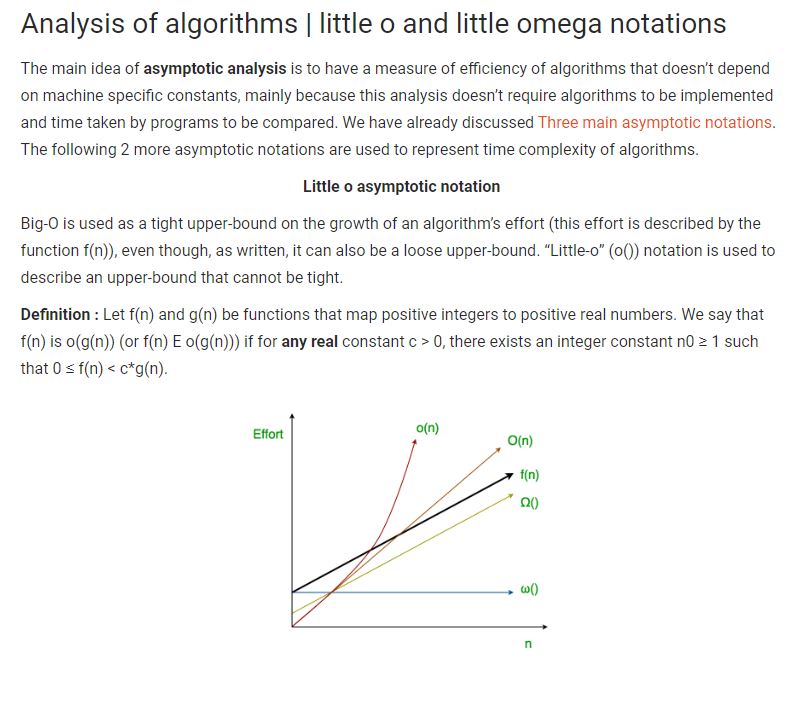 Analysis of algorithms | little o and little omega notations
The main idea of asymptotic analysis is to have a measure of efficiency of algorithms that doesn't depend
on machine specific constants, mainly because this analysis doesn't require algorithms to be implemented
and time taken by programs to be compared. We have already discussed Three main asymptotic notations.
The following 2 more asymptotic notations are used to represent time complexity of algorithms.
Little o asymptotic notation
Big-O is used as a tight upper-bound on the growth of an algorithm's effort (this effort is described by the
function f(n)), even though, as written, it can also be a loose upper-bound. “Little-o” (o()) notation is used to
describe an upper-bound that cannot be tight.
Definition : Let f(n) and g(n) be functions that map positive integers to positive real numbers. We say that
f(n) is o(g(n)) (or f(n) E o(g(n))) if for any real constant c > 0, there exists an integer constant n0 ≥ 1 such
that 0 ≤ f(n) < c*g(n).
Effort
o(n)
O(n)
f(n)
Ω()
ω()
n